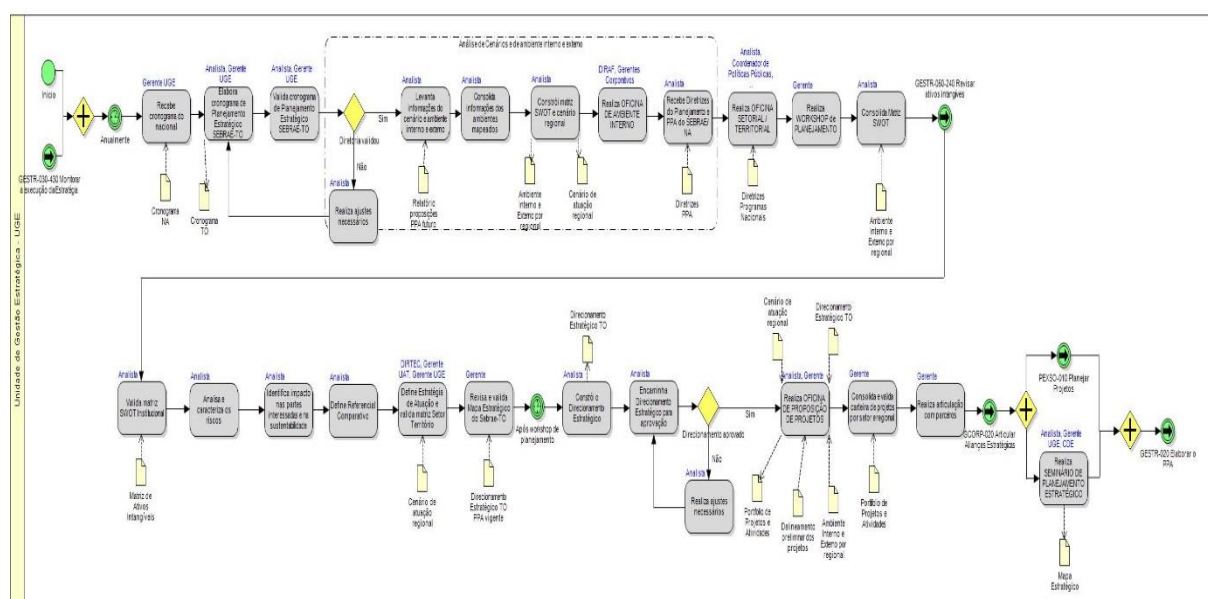 Unidade de Gestão Estratégica - UGE
Início
GESTR-030-430 Monitorar
a execução da Estratégia
Anualmente
Gerente UGE
Recebe
cronograma do
nacional
Cronograma
NA
Analista, Gerente
UGE
Elabora
cronograma de
Planejamento
Estratégico
SEBRAE-TO
Cronograma
TO
Analista, Gerente
UGE
Valida cronograma
de Planejamento
Estratégico
SEBRAE-TO
Análise de Cenários e de ambiente interno e externo
Diretoria validou
Sim
Não
Analista
Realiza ajustes
necessários
Analista
Levanta
informações do
cenário e ambiente
interno e externo
Relatório
proposições
PPA futuro
Analista
Consolida
informações dos
ambientes
mapeados
Analista
Constrói matriz
SWOT e cenário
regional
Ambiente
Interno e
Externo por
regional
Cenário de
atuação
regional
DIRAF, Gerentes
Corporativos
Realiza OFICINA
DE AMBIENTE
INTERNO
Analista
Recebe Diretrizes
do Planejamento e
PPA do SEBRAE/
NA
Diretrizes
PPA
Analista,
Coordenador de
Políticas Públicas,
...
Realiza OFICINA
SETORIAL /
TERRITORIAL
Diretrizes
Programas
Nacionais
Gerente
Realiza
WORKSHOP de
PLANEJAMENTO
Analista
Consolida Matriz
SWOT
Ambiente
Interno e
Externo por
regional
GESTR-050-240 Revisar
ativos intangíveis
Analista
Valida matriz
SWOT Institucional
Matriz de
Ativos
Intangíveis
Analista
Analisa e
caracteriza os
riscos
Analista
Identifica impacto
nas partes
interessadas e na
sustentabilidade
Analista
Define Referencial
Comparativo
DIRTEC, Gerente
UAT, Gerente UGE
Define Estratégia
de Atuação e
valida matriz Setor
Território
Cenário de
atuação
regional
Gerente
Revisa e valida
Mapa Estratégico
do Sebrae-TO
Direcionamento
Estratégico TO
PPA vigente
Após workshop de
planejamento
Direcionamento
Estratégico TO
Analista
Constrói o
Direcionamento
Estratégico
Analista
Encaminha
Direcionamento
Estratégico para
aprovação
Direcionamento aprovado
Sim
Não
Analista
Realiza ajustes
necessários
Cenário de
atuação
regional
Direcionamento
Estratégico TO
Analista, Gerente
Realiza OFICINA
DE PROPOSIÇÃO
DE PROJETOS
Portfolio de
Projetos e
Atividades
Delineamento
preliminar dos
projetos
Ambiente
Interno e
Externo por
regional
Gerente
Consolida e valida
carteira de projetos
por setor e regional
Portfólio de
Projetos e
Atividades
Gerente
Realiza articulação
com parceiros
GCORP-020 Articular
Alianças Estratégicas
PEXSO-010 Planejar
Projetos
Analista, Gerente
UGE, CDE
Realiza
SEMINÁRIO DE
PLANEJAMENTO
ESTRATÉGICO
Mapa
Estratégico
GESTR-020 Elaborar o
PPA